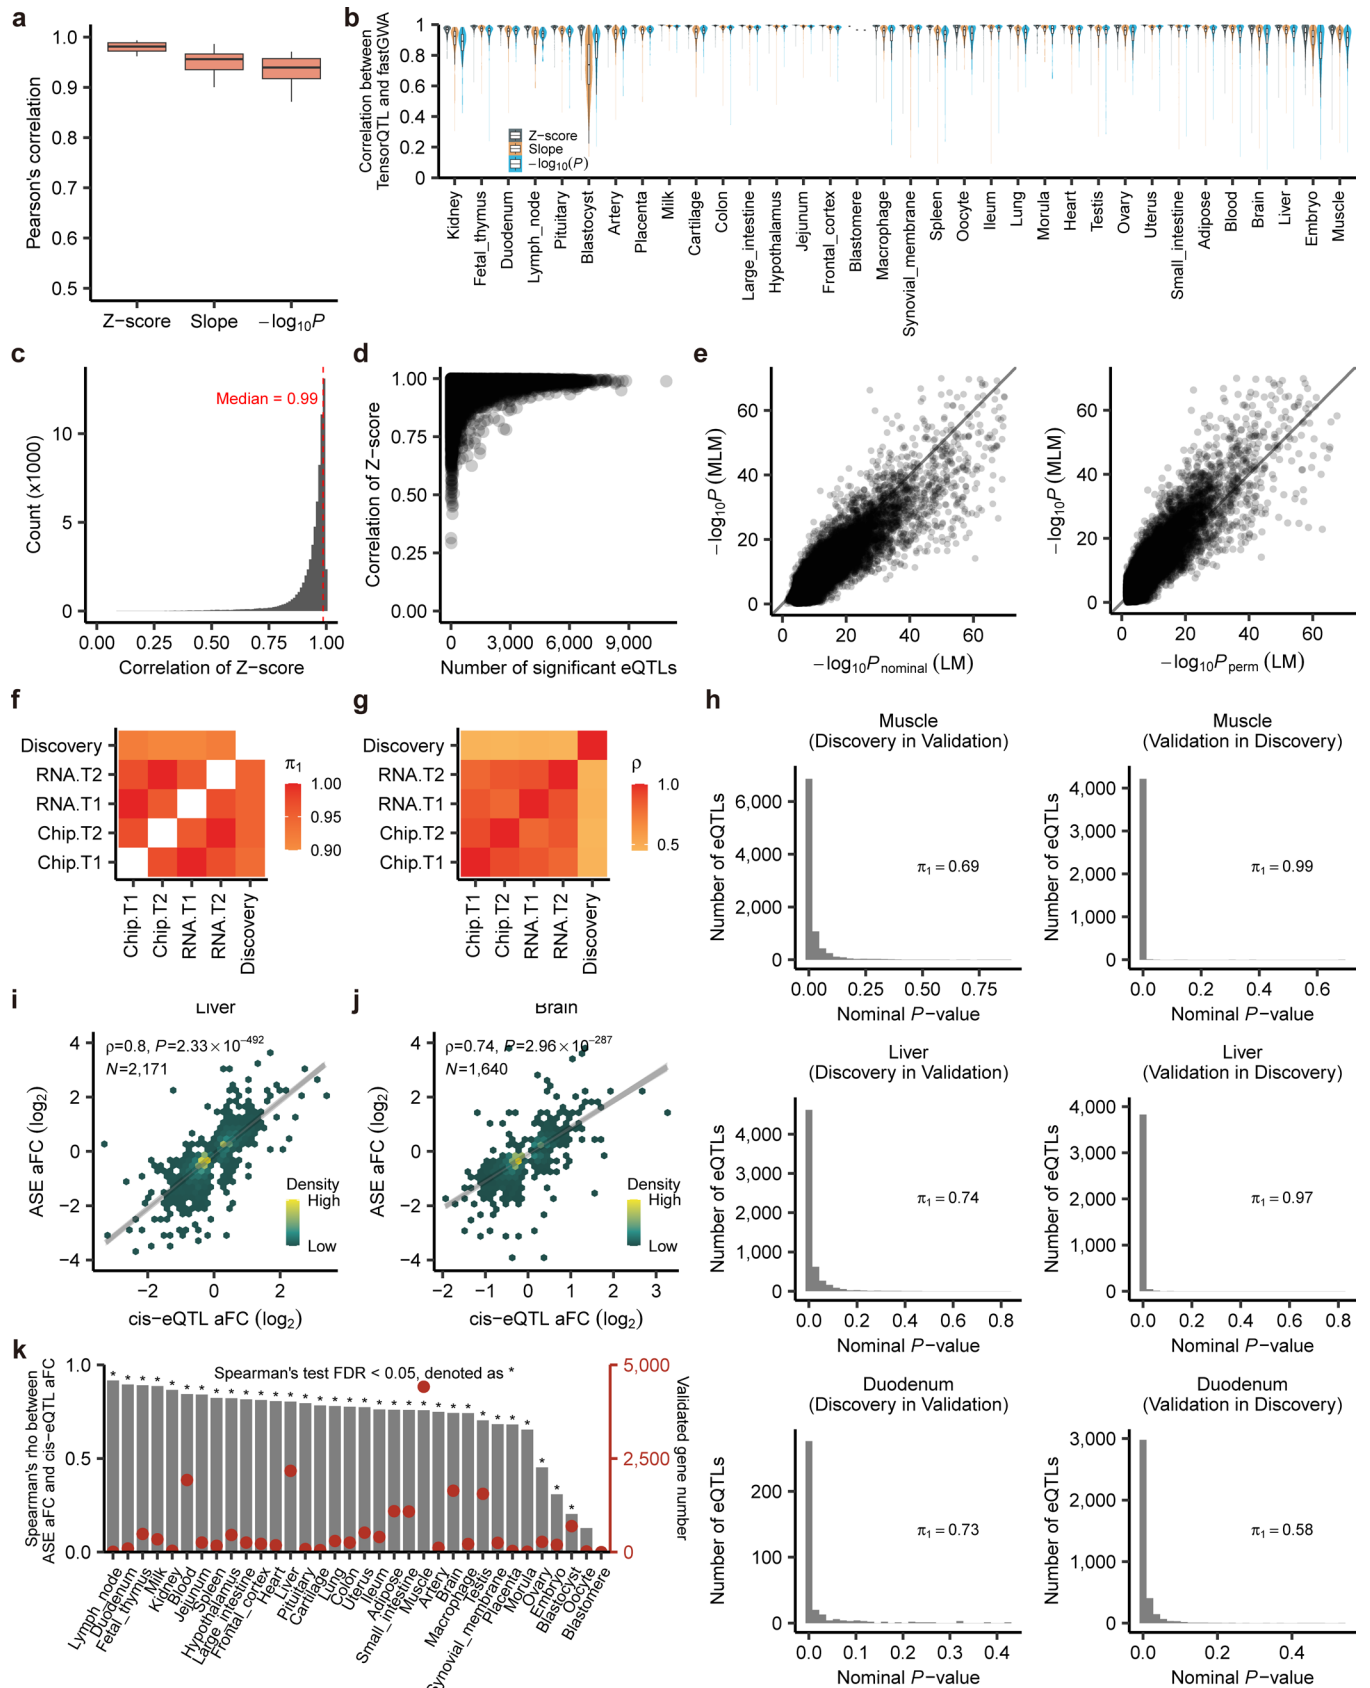 a
Pearson's correlation
1.0
0.9
0.8
0.7
0.6
0.5
Z−score
Slope
−log10P
b
Correlation between
TensorQTL and fastGWA
1
0.8
0.6
0.4
0.2
0
Z−score
Slope
−log10(P)
Kidney
Fetal_thymus
Duodenum
Lymph_node
Pituitary
Blastocyst
Artery
Placenta
Milk
Cartilage
Colon
Large_intestine
Hypothalamus
Jejunum
Frontal_cortex
Blastomere
Macrophage
Synovial_membrane
Spleen
Oocyte
Ileum
Lung
Morula
Heart
Testis
Ovary
Uterus
Small_intestine
Adipose
Blood
Brain
Liver
Embryo
Muscle
c
Count (x1000)
10
5
0
Median = 0.99
0.00
0.25
0.50
0.75
1.00
Correlation of Z−score
d
Correlation of Z−score
1.00
0.75
0.50
0.25
0.00
0
3,000
6,000
9,000
Number of significant eQTLs
e
−log10P (MLM)
60
40
20
0
0
20
40
60
−log10Pnominal (LM)
−log10P (MLM)
60
40
20
0
0
20
40
60
−log10Pperm (LM)
f
Discovery
RNA.T2
RNA.T1
Chip.T2
Chip.T1
Chip.T1
Chip.T2
RNA.T1
RNA.T2
Discovery
π1
1.00
0.95
0.90
g
Discovery
RNA.T2
RNA.T1
Chip.T2
Chip.T1
Chip.T1
Chip.T2
RNA.T1
RNA.T2
Discovery
ρ
1.0
0.5
h
Muscle
(Discovery in Validation)
Number of eQTLs
6,000
4,000
2,000
0
π1 = 0.69
0.00
0.25
0.50
0.75
Nominal P−value
Muscle
(Validation in Discovery)
Number of eQTLs
4,000
3,000
2,000
1,000
0
π1 = 0.99
0.0
0.2
0.4
0.6
Nominal P−value
Liver
(Discovery in Validation)
Number of eQTLs
4,000
3,000
2,000
1,000
0
π1 = 0.74
0.0
0.2
0.4
0.6
0.8
Nominal P−value
Liver
(Validation in Discovery)
Number of eQTLs
4,000
3,000
2,000
1,000
0
π1 = 0.97
0.0
0.2
0.4
0.6
0.8
Nominal P−value
Duodenum
(Discovery in Validation)
Number of eQTLs
200
100
0
π1 = 0.73
0.0
0.1
0.2
0.3
0.4
Nominal P−value
Duodenum
(Validation in Discovery)
Number of eQTLs
3,000
2,000
1,000
0
π1 = 0.58
0.0
0.2
0.4
Nominal P−value
i
Liver
ρ=0.8, P=2.33×10−492
N=2,171
ASE aFC (log2)
4
2
0
−2
−4
Density
High
Low
−2
0
2
cis−eQTL aFC (log2)
j
Brain
ρ=0.74, P=2.96×10−287
N=1,640
ASE aFC (log2)
4
2
0
−2
−4
Density
High
Low
−2
−1
0
1
2
3
cis−eQTL aFC (log2)
k
Spearman's rho between
ASE aFC and cis−eQTL aFC
1.0
0.5
0.0
Spearman's test FDR < 0.05, denoted as *
5,000
2,500
0
Validated gene number
Lymph_node
Duodenum
Fetal_thymus
Milk
Kidney
Blood
Jejunum
Spleen
Hypothalamus
Large_intestine
Frontal_cortex
Heart
Liver
Pituitary
Cartilage
Lung
Colon
Uterus
Ileum
Adipose
Small_intestine
Muscle
Artery
Brain
Macrophage
Testis
Synovial_membrane
Placenta
Morula
Ovary
Embryo
Blastocyst
Oocyte
Blastomere